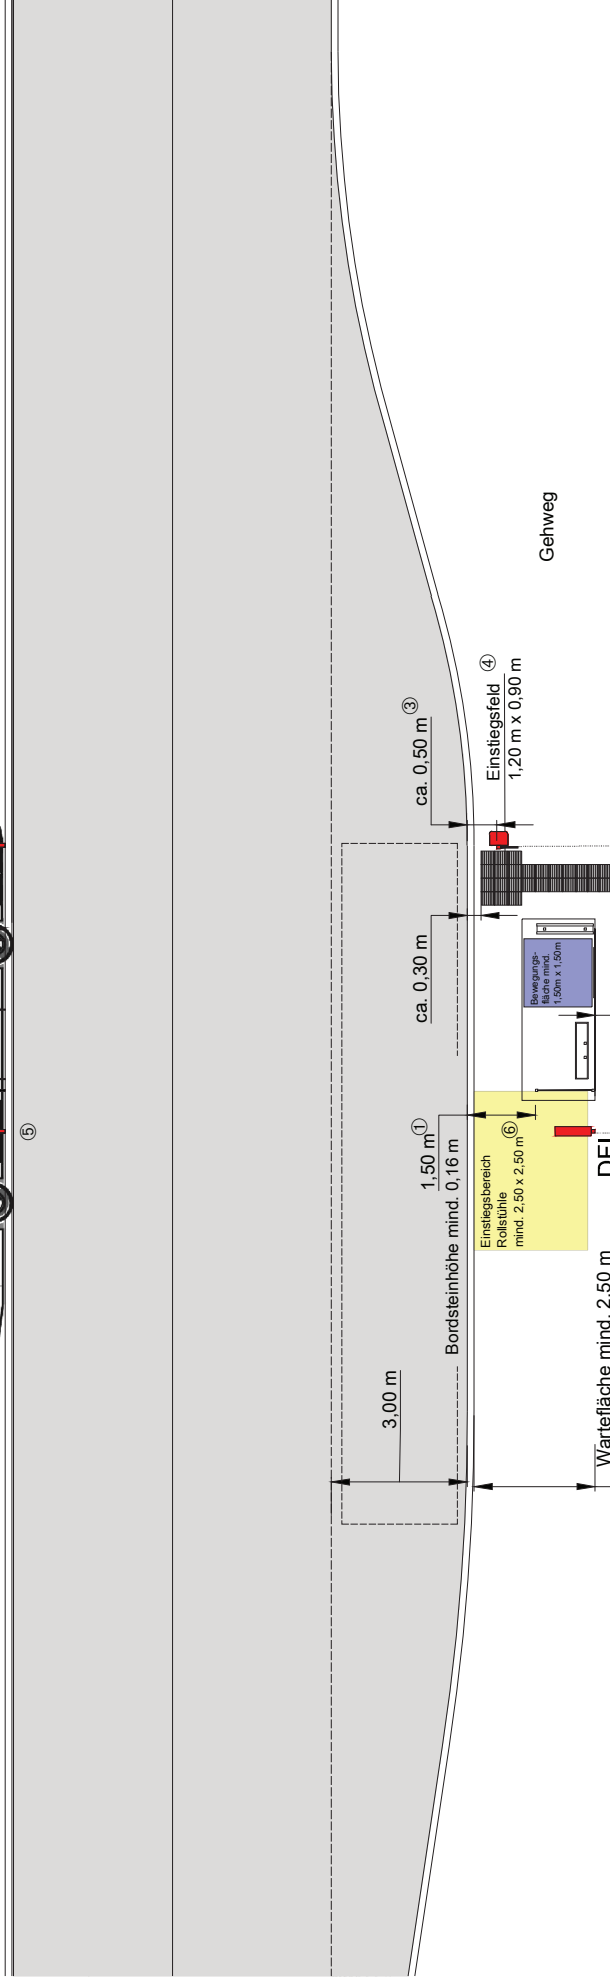 Gehweg
ca. 0,50 m ③
Einstiegsfeld ④
1,20 m x 0,90 m
ca. 0,30 m
Bewegungs-
fläche mind.
1,50m x 1,50m
⑤
1,50 m ①
Bordsteinhöhe mind. 0,16 m
Einstiegsbereich
Rollstühle
mind. 2,50 x 2,50 m ⑥
Wartefläche mind. 2,50 m
3,00 m